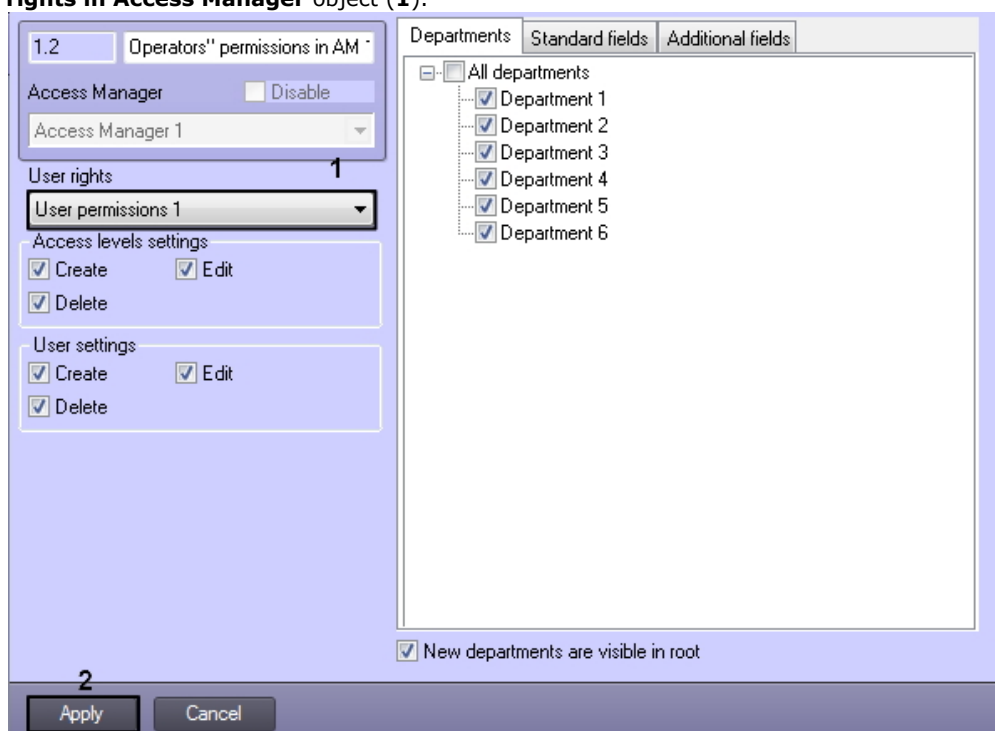 rights in Access Manager object (1).
1.2 Operators'' permissions in AM
Access Manager Disable
Access Manager 1
1
User rights
User permissions 1
Access levels settings
Create Edit
Delete
User settings
Create Edit
Delete
Departments Standard fields Additional fields
All departments
Department 1
Department 2
Department 3
Department 4
Department 5
Department 6
New departments are visible in root
2
Apply Cancel